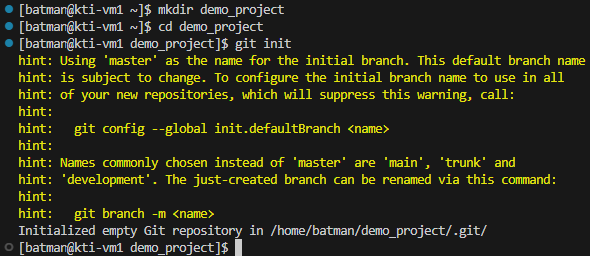 [batman@kti-vm1 ~]$ mkdir demo_project
[batman@kti-vm1 ~]$ cd demo_project
[batman@kti-vm1 demo_project]$ git init
hint: Using 'master' as the name for the initial branch. This default branch name
hint: is subject to change. To configure the initial branch name to use in all
hint: of your new repositories, which will suppress this warning, call:
hint:
hint:   git config --global init.defaultBranch <name>
hint:
hint: Names commonly chosen instead of 'master' are 'main', 'trunk' and
hint: 'development'. The just-created branch can be renamed via this command:
hint:
hint:   git branch -m <name>
Initialized empty Git repository in /home/batman/demo_project/.git/
[batman@kti-vm1 demo_project]$